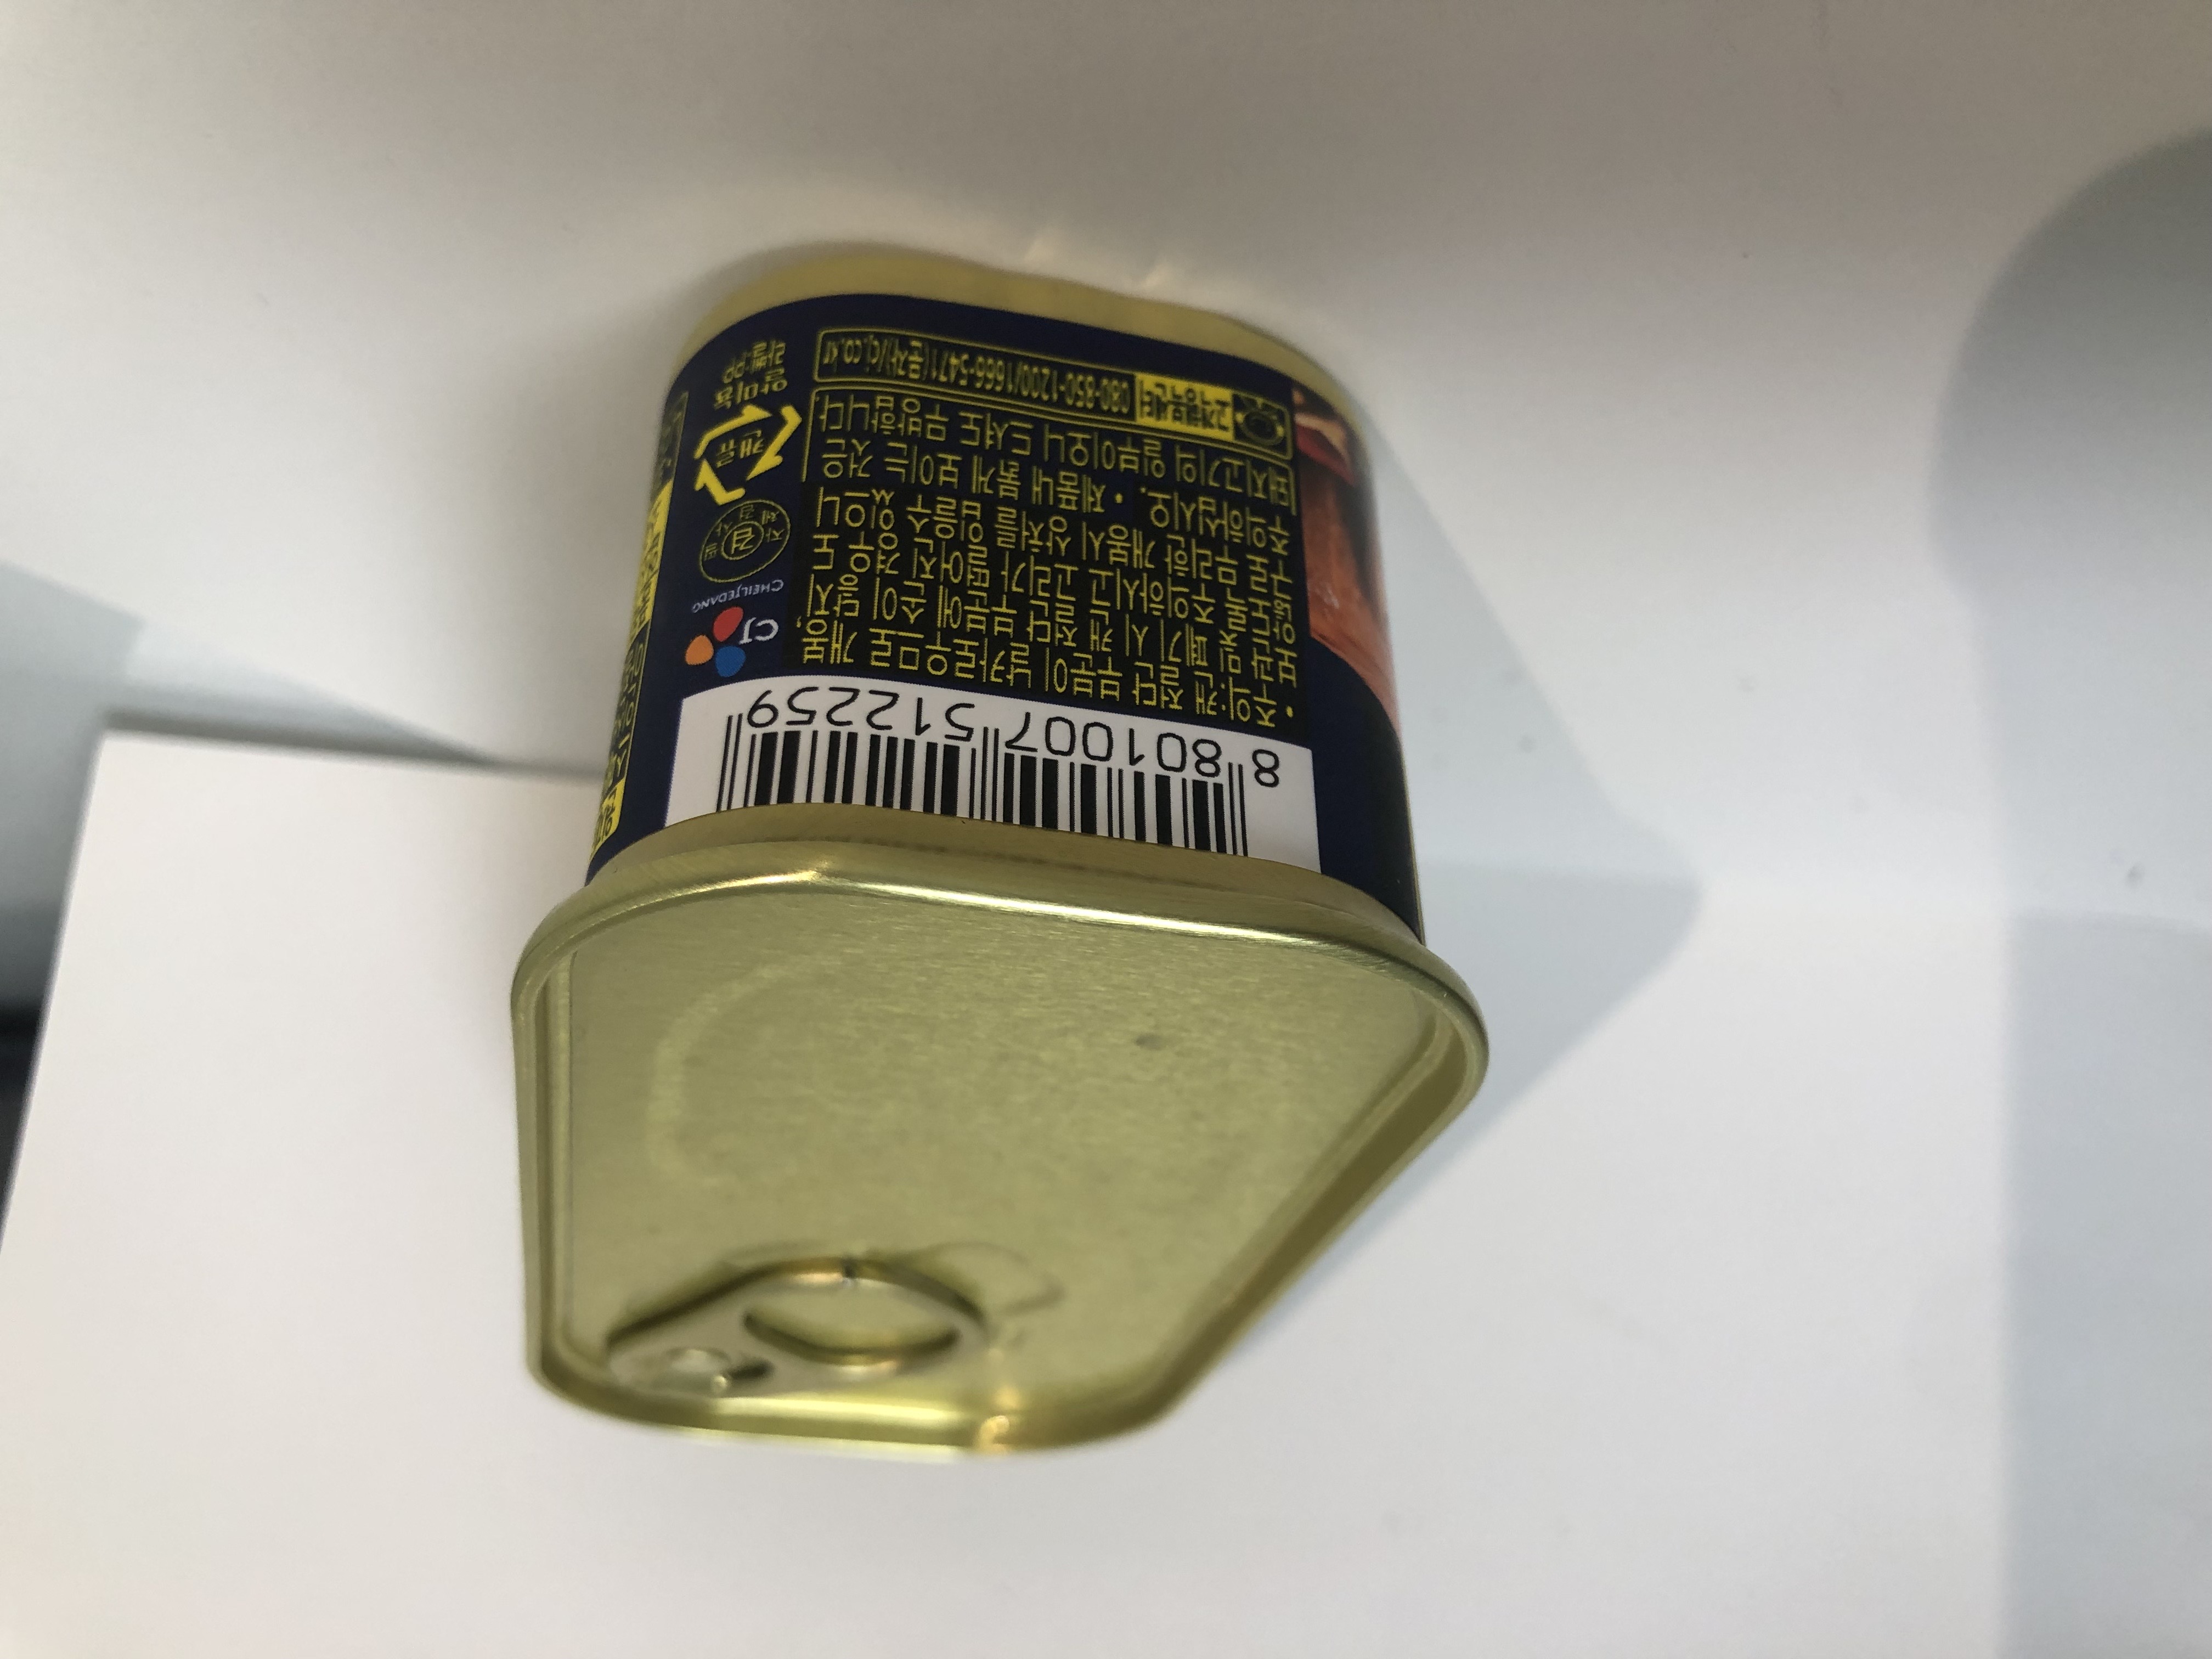 8 801007 512259
• 주의:캔 절단 부분이 날카로우므로 개봉,
보관 및 폐기 시 캔 절단 부분에 손이 닿지
않도록 주의하시고 고리가 떨어진 경우 도
구로 무리한 개봉시 상처를 입을수 있으니
주의하십시오. • 제품내 붉게 보이는 것은
돼지고기의 일부이오니 드셔도 무방합니다.
고객행복센터 080-850-1200/1666-5471(문자)/cj.co.kr
CJ
CHEILJEDANG
검
자체검사필
캔류
알미늄
라벨:PP